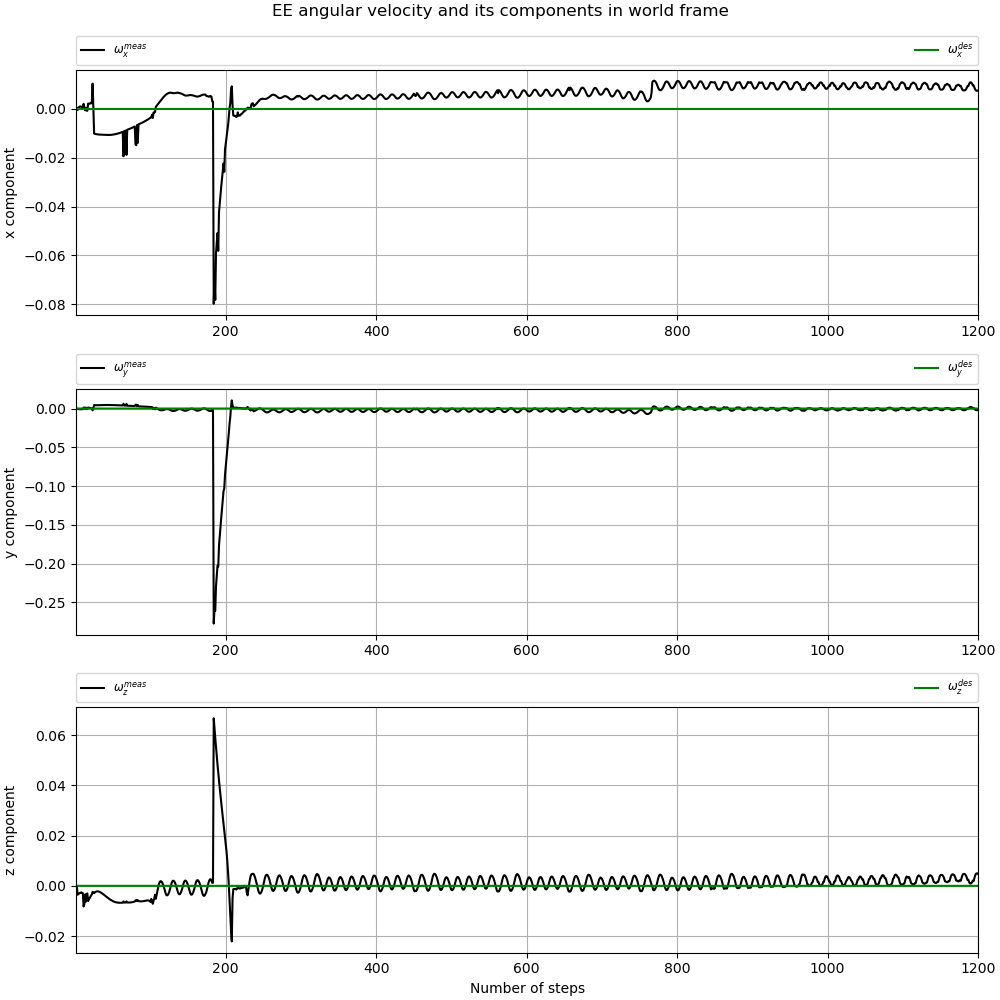 EE angular velocity and its components in world frame
ω_x^meas ω_x^des
0.00
−0.02
−0.04
−0.06
−0.08
x component
200 400 600 800 1000 1200
ω_y^meas ω_y^des
0.00
−0.05
−0.10
−0.15
−0.20
−0.25
y component
200 400 600 800 1000 1200
ω_z^meas ω_z^des
0.06
0.04
0.02
0.00
−0.02
z component
200 400 600 800 1000 1200
Number of steps